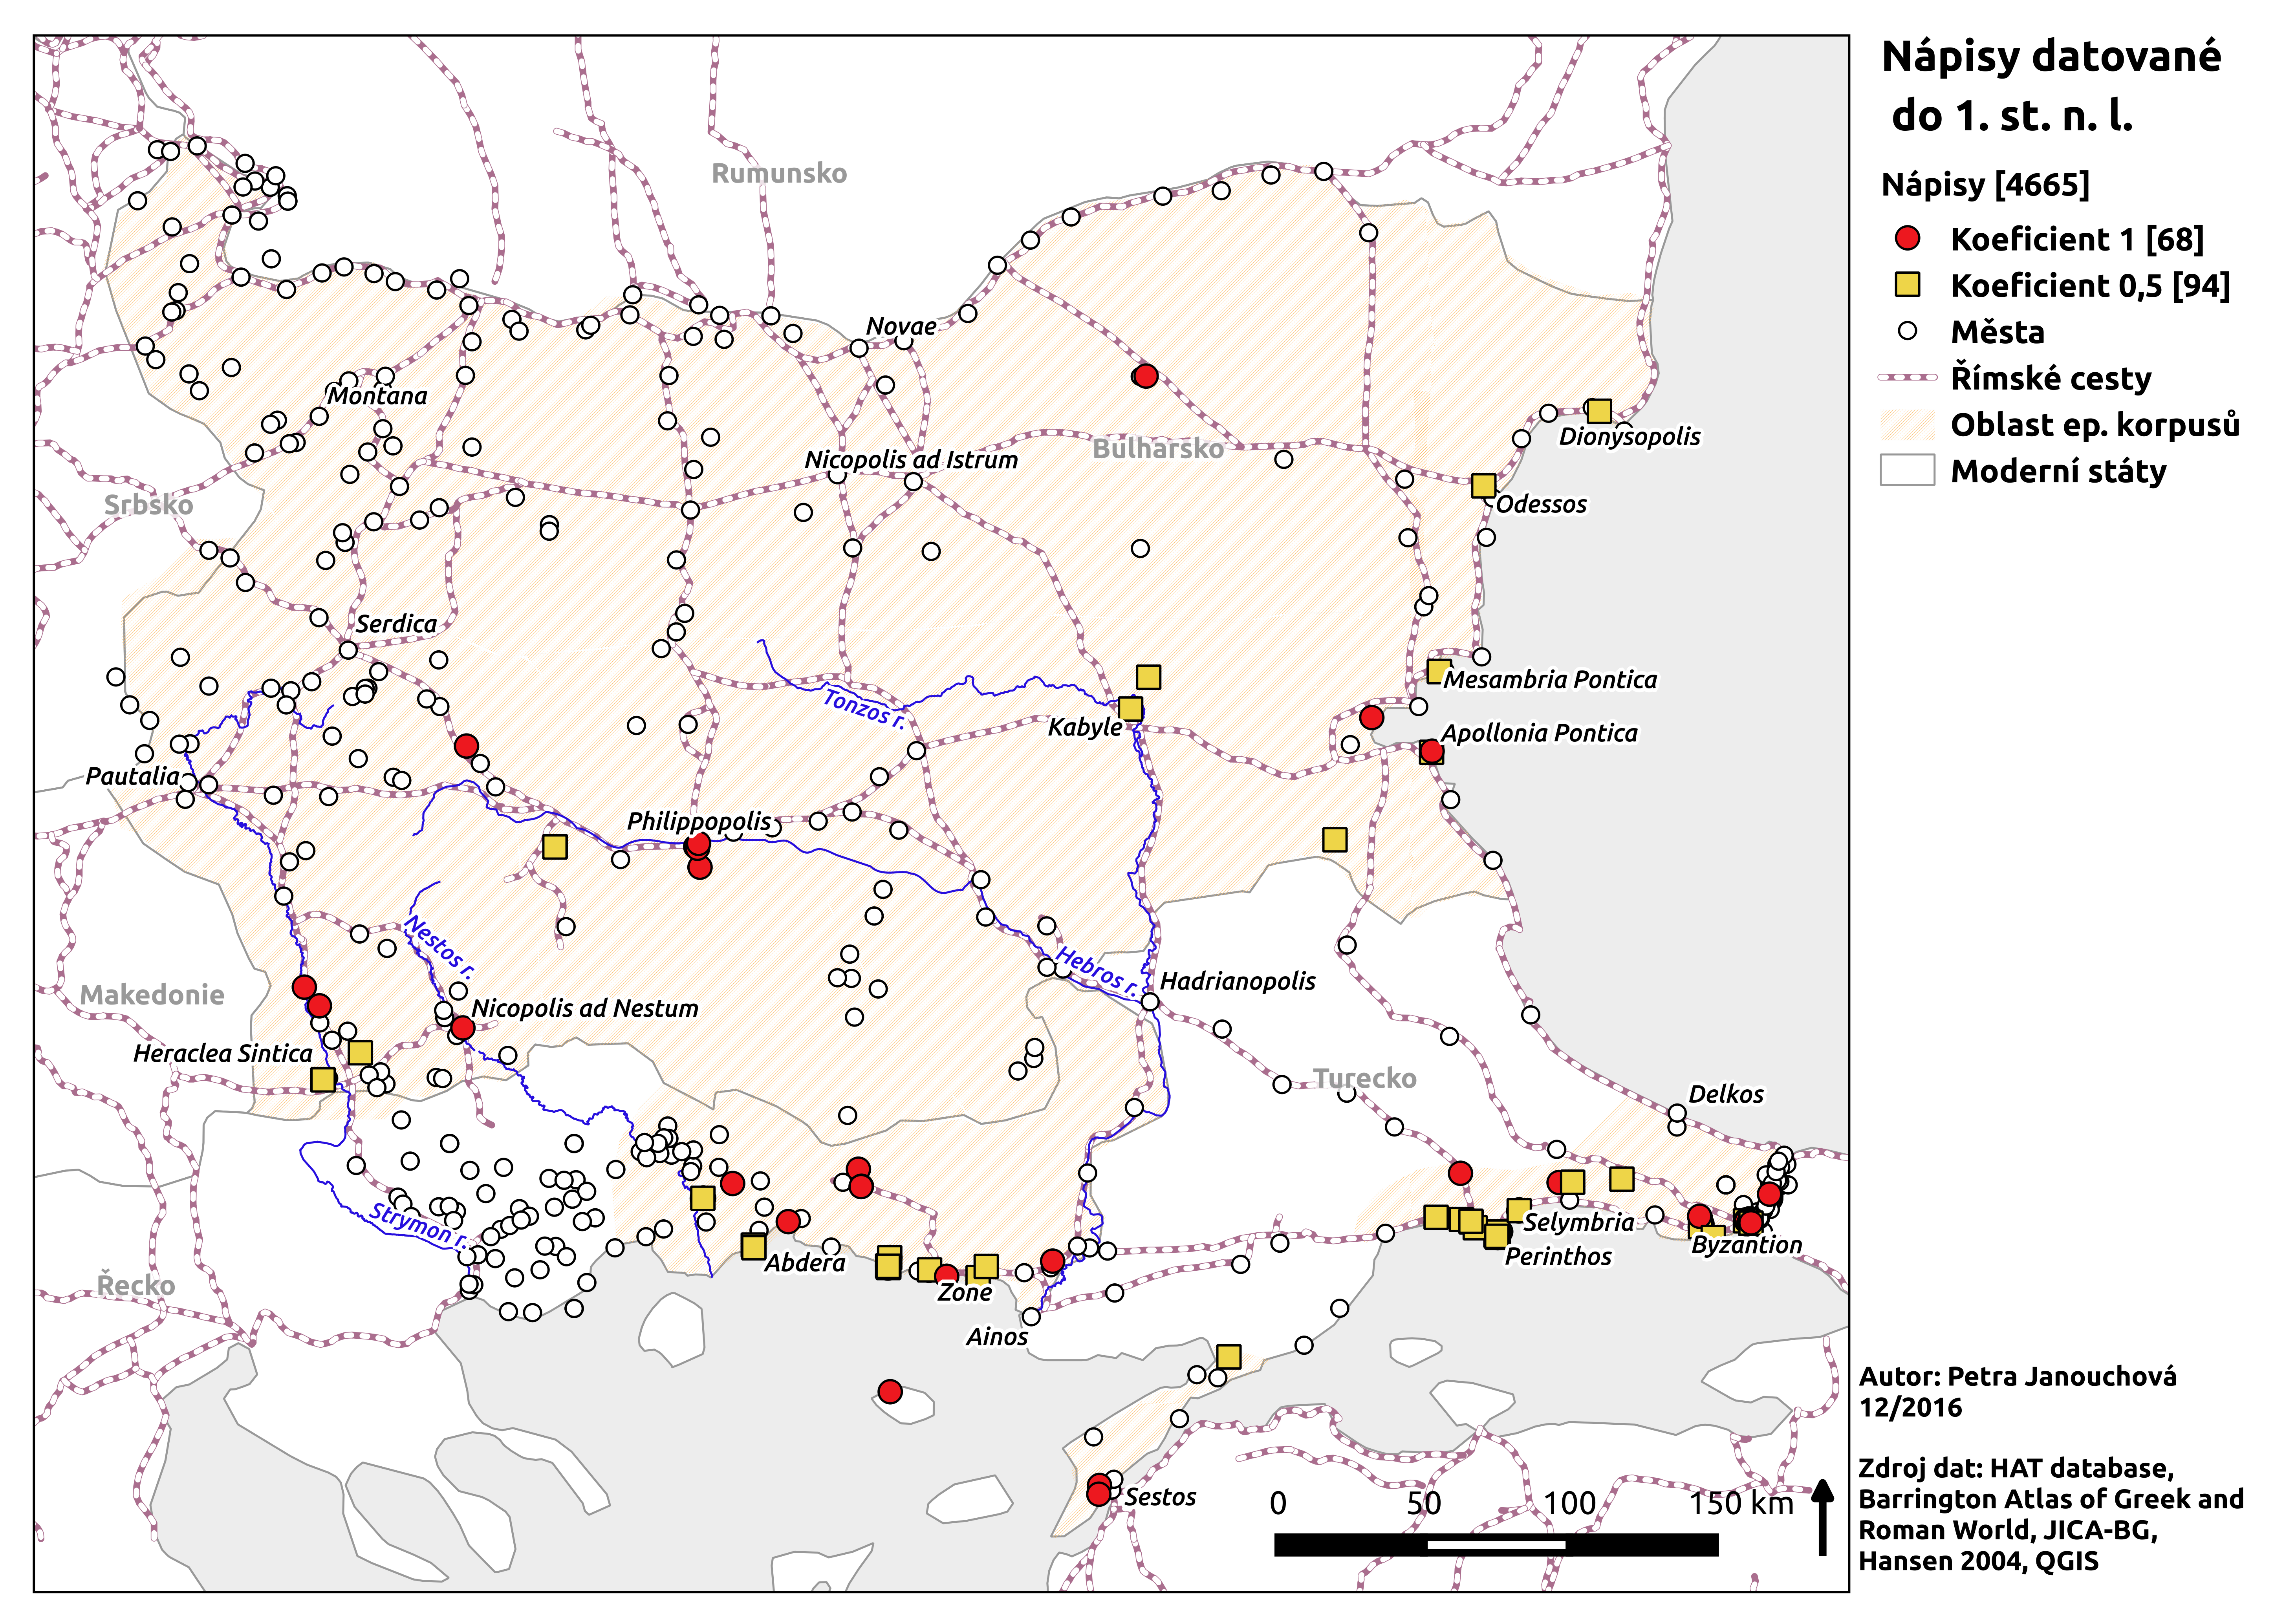 Nápisy datované
do 1. st. n. l.
Nápisy [4665]
Koeficient 1 [68]
Koeficient 0,5 [94]
Města
Římské cesty
Oblast ep. korpusů
Moderní státy
Rumunsko
Novae
Montana
Dionysopolis
Bulharsko
Nicopolis ad Istrum
Srbsko
Odessos
Serdica
Mesambria Pontica
Tonzos r.
Kabyle
Apollonia Pontica
Pautalia
Philippopolis
Nestos r.
Hebros r.
Hadrianopolis
Makedonie
Nicopolis ad Nestum
Heraclea Sintica
Turecko
Delkos
Strymon r.
Selymbria
Byzantion
Perinthos
Abdera
Řecko
Zone
Ainos
Sestos
0 50 100 150 km
Autor: Petra Janouchová
12/2016
Zdroj dat: HAT database,
Barrington Atlas of Greek and
Roman World, JICA-BG,
Hansen 2004, QGIS